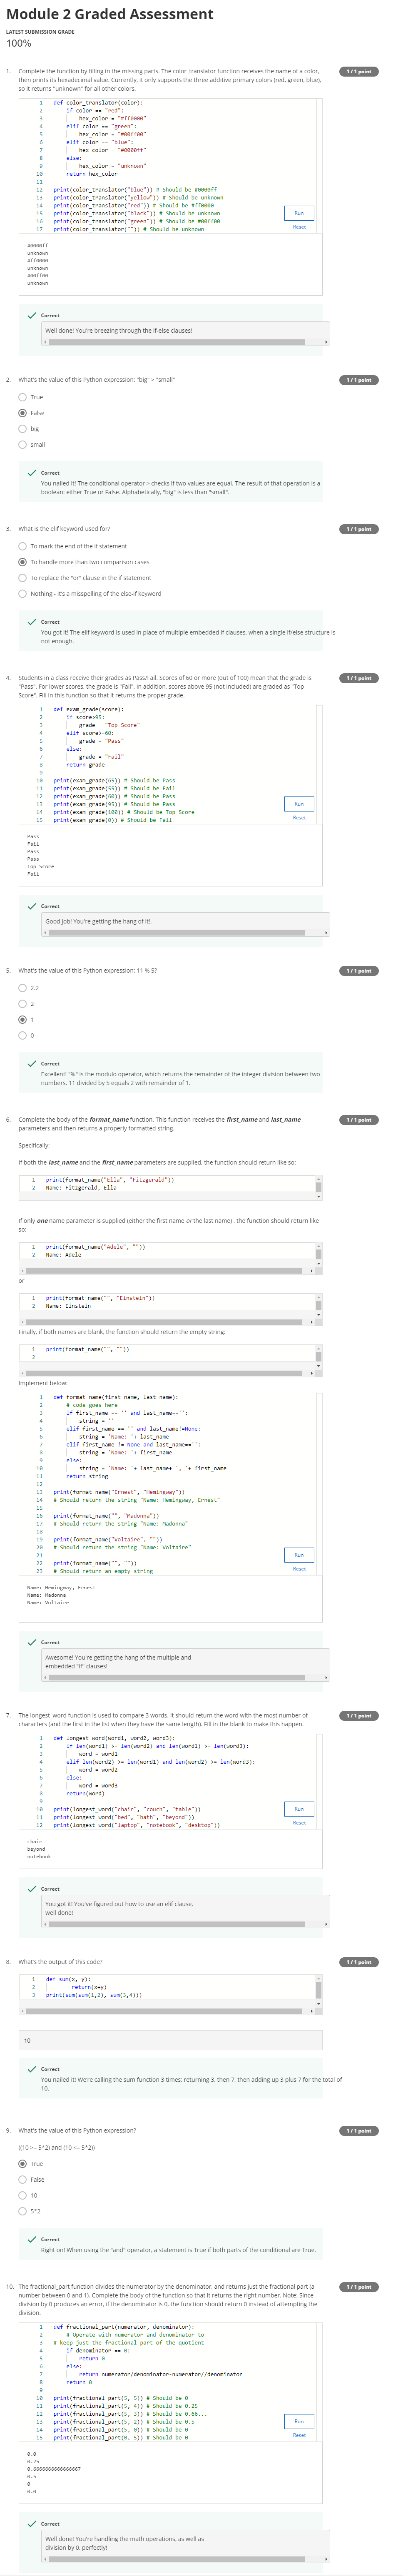 Module 2 Graded Assessment
LATEST SUBMISSION GRADE
100%
1. Complete the function by filling in the missing parts. The color_translator function receives the name of a color, 1 / 1 point
then prints its hexadecimal value. Currently, it only supports the three additive primary colors (red, green, blue),
so it returns "unknown" for all other colors.
1 def color_translator(color):
2 if color == "red":
3 hex_color = "#ff0000"
4 elif color == "green":
5 hex_color = "#00ff00"
6 elif color == "blue":
7 hex_color = "#0000ff"
8 else:
9 hex_color = "unknown"
10 return hex_color
11
12 print(color_translator("blue")) # Should be #0000ff
13 print(color_translator("yellow")) # Should be unknown
14 print(color_translator("red")) # Should be #ff0000
15 print(color_translator("black")) # Should be unknown
16 print(color_translator("green")) # Should be #00ff00
17 print(color_translator("")) # Should be unknown
Run
Reset
#0000ff
unknown
#ff0000
unknown
#00ff00
unknown
Correct
Well done! You're breezing through the if-else clauses!
2. What's the value of this Python expression: "big" > "small" 1 / 1 point
True
False
big
small
Correct
You nailed it! The conditional operator > checks if two values are equal. The result of that operation is a
boolean: either True or False. Alphabetically, "big" is less than "small".
3. What is the elif keyword used for? 1 / 1 point
To mark the end of the if statement
To handle more than two comparison cases
To replace the "or" clause in the if statement
Nothing - it's a misspelling of the else-if keyword
Correct
You got it! The elif keyword is used in place of multiple embedded if clauses, when a single if/else structure is
not enough.
4. Students in a class receive their grades as Pass/Fail. Scores of 60 or more (out of 100) mean that the grade is 1 / 1 point
"Pass". For lower scores, the grade is "Fail". In addition, scores above 95 (not included) are graded as "Top
Score". Fill in this function so that it returns the proper grade.
1 def exam_grade(score):
2 if score>95:
3 grade = "Top Score"
4 elif score>=60:
5 grade = "Pass"
6 else:
7 grade = "Fail"
8 return grade
9
10 print(exam_grade(65)) # Should be Pass
11 print(exam_grade(55)) # Should be Fail
12 print(exam_grade(60)) # Should be Pass
13 print(exam_grade(95)) # Should be Pass
14 print(exam_grade(100)) # Should be Top Score
15 print(exam_grade(0)) # Should be Fail
Run
Reset
Pass
Fail
Pass
Pass
Top Score
Fail
Correct
Good job! You're getting the hang of it!.
5. What's the value of this Python expression: 11 % 5? 1 / 1 point
2.2
2
1
0
Correct
Excellent! "%" is the modulo operator, which returns the remainder of the integer division between two
numbers. 11 divided by 5 equals 2 with remainder of 1.
6. Complete the body of the format_name function. This function receives the first_name and last_name 1 / 1 point
parameters and then returns a properly formatted string.
Specifically:
If both the last_name and the first_name parameters are supplied, the function should return like so:
1 print(format_name("Ella", "Fitzgerald"))
2 Name: Fitzgerald, Ella
If only one name parameter is supplied (either the first name or the last name) , the function should return like
so:
1 print(format_name("Adele", ""))
2 Name: Adele
or
1 print(format_name("", "Einstein"))
2 Name: Einstein
Finally, if both names are blank, the function should return the empty string:
1 print(format_name("", ""))
2
Implement below:
1 def format_name(first_name, last_name):
2 # code goes here
3 if first_name == '' and last_name=='':
4 string = ''
5 elif first_name == '' and last_name!=None:
6 string = 'Name: '+ last_name
7 elif first_name != None and last_name=='':
8 string = 'Name: '+ first_name
9 else:
10 string = 'Name: '+ last_name+ ', '+ first_name
11 return string
12
13 print(format_name("Ernest", "Hemingway"))
14 # Should return the string "Name: Hemingway, Ernest"
15
16 print(format_name("", "Madonna"))
17 # Should return the string "Name: Madonna"
18
19 print(format_name("Voltaire", ""))
20 # Should return the string "Name: Voltaire"
21
22 print(format_name("", ""))
23 # Should return an empty string
Run
Reset
Name: Hemingway, Ernest
Name: Madonna
Name: Voltaire
Correct
Awesome! You're getting the hang of the multiple and
embedded "if" clauses!
7. The longest_word function is used to compare 3 words. It should return the word with the most number of 1 / 1 point
characters (and the first in the list when they have the same length). Fill in the blank to make this happen.
1 def longest_word(word1, word2, word3):
2 if len(word1) >= len(word2) and len(word1) >= len(word3):
3 word = word1
4 elif len(word2) >= len(word1) and len(word2) >= len(word3):
5 word = word2
6 else:
7 word = word3
8 return(word)
9
10 print(longest_word("chair", "couch", "table"))
11 print(longest_word("bed", "bath", "beyond"))
12 print(longest_word("laptop", "notebook", "desktop"))
Run
Reset
chair
beyond
notebook
Correct
You got it! You've figured out how to use an elif clause,
well done!
8. What's the output of this code? 1 / 1 point
1 def sum(x, y):
2 return(x+y)
3 print(sum(sum(1,2), sum(3,4)))
10
Correct
You nailed it! We're calling the sum function 3 times: returning 3, then 7, then adding up 3 plus 7 for the total of
10.
9. What's the value of this Python expression? 1 / 1 point
((10 >= 5*2) and (10 <= 5*2))
True
False
10
5*2
Correct
Right on! When using the "and" operator, a statement is True if both parts of the conditional are True.
10. The fractional_part function divides the numerator by the denominator, and returns just the fractional part (a 1 / 1 point
number between 0 and 1). Complete the body of the function so that it returns the right number. Note: Since
division by 0 produces an error, if the denominator is 0, the function should return 0 instead of attempting the
division.
1 def fractional_part(numerator, denominator):
2 # Operate with numerator and denominator to
3 # keep just the fractional part of the quotient
4 if denominator == 0:
5 return 0
6 else:
7 return numerator/denominator-numerator//denominator
8 return 0
9
10 print(fractional_part(5, 5)) # Should be 0
11 print(fractional_part(5, 4)) # Should be 0.25
12 print(fractional_part(5, 3)) # Should be 0.66...
13 print(fractional_part(5, 2)) # Should be 0.5
14 print(fractional_part(5, 0)) # Should be 0
15 print(fractional_part(0, 5)) # Should be 0
Run
Reset
0.0
0.25
0.6666666666666667
0.5
0
0.0
Correct
Well done! You're handling the math operations, as well as
division by 0, perfectly!